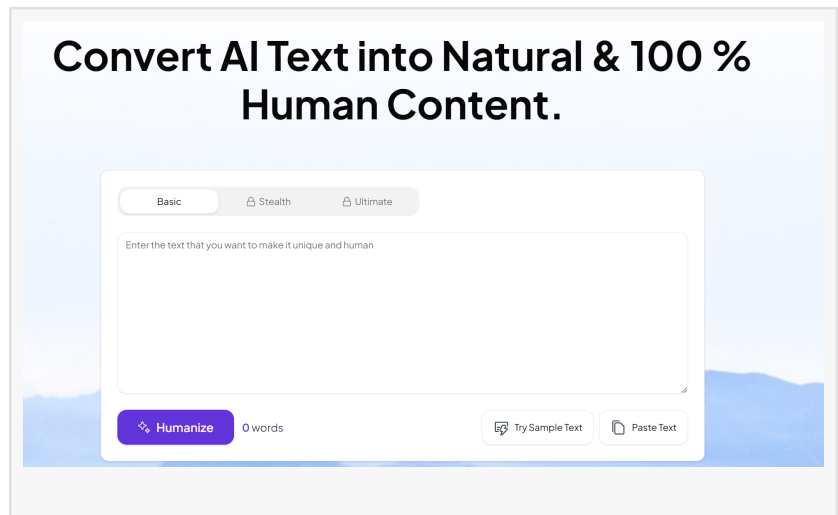 Convert AI Text into Natural & 100 %
Human Content.
Basic
Stealth
Ultimate
Enter the text that you want to make it unique and human
Humanize
0 words
Try Sample Text
Paste Text